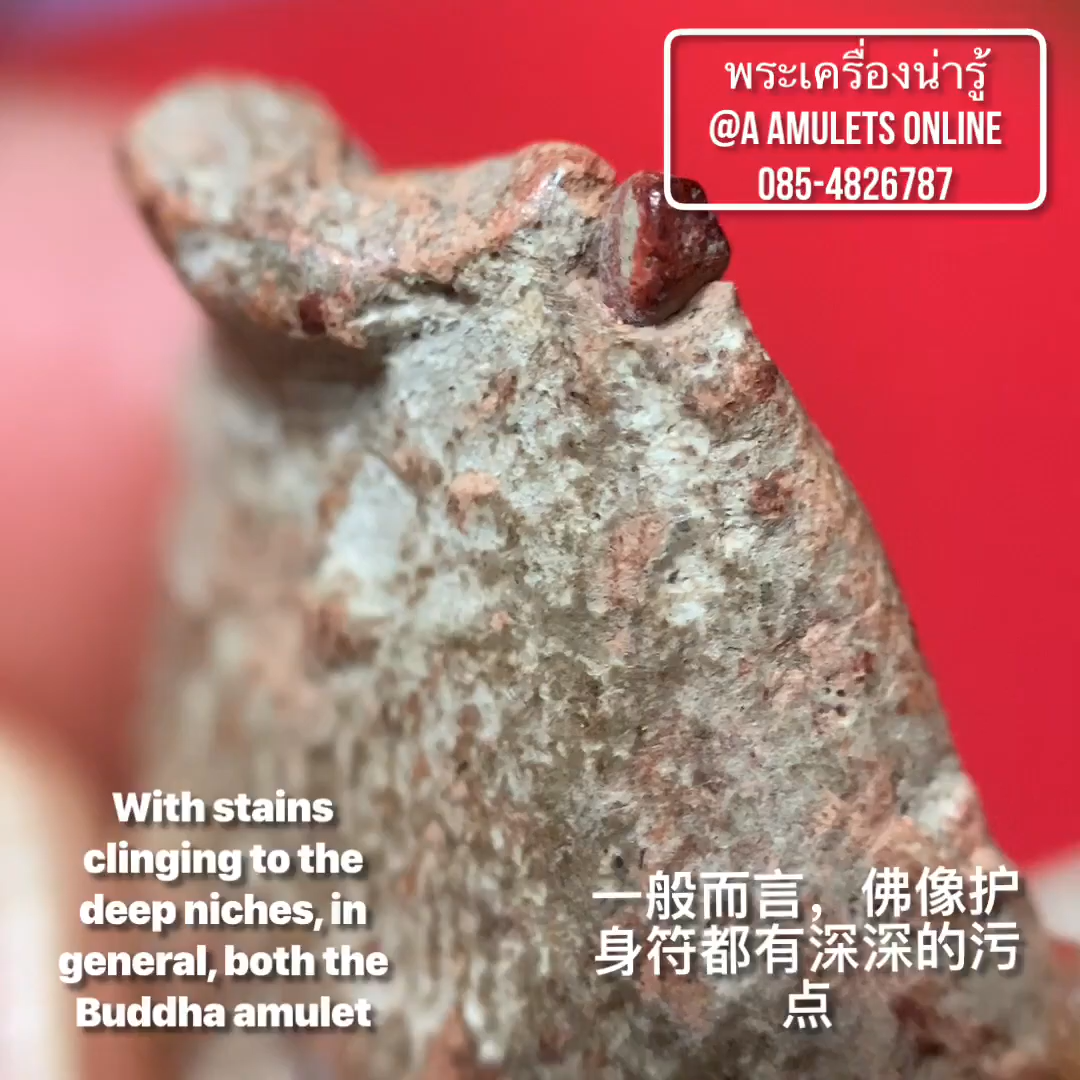 พระเครื่องน่ารู้
@A AMULETS ONLINE
085-4826787
With stains
clinging to the
deep niches, in
general, both the
Buddha amulet
一般而言，佛像护
身符都有深深的污
点